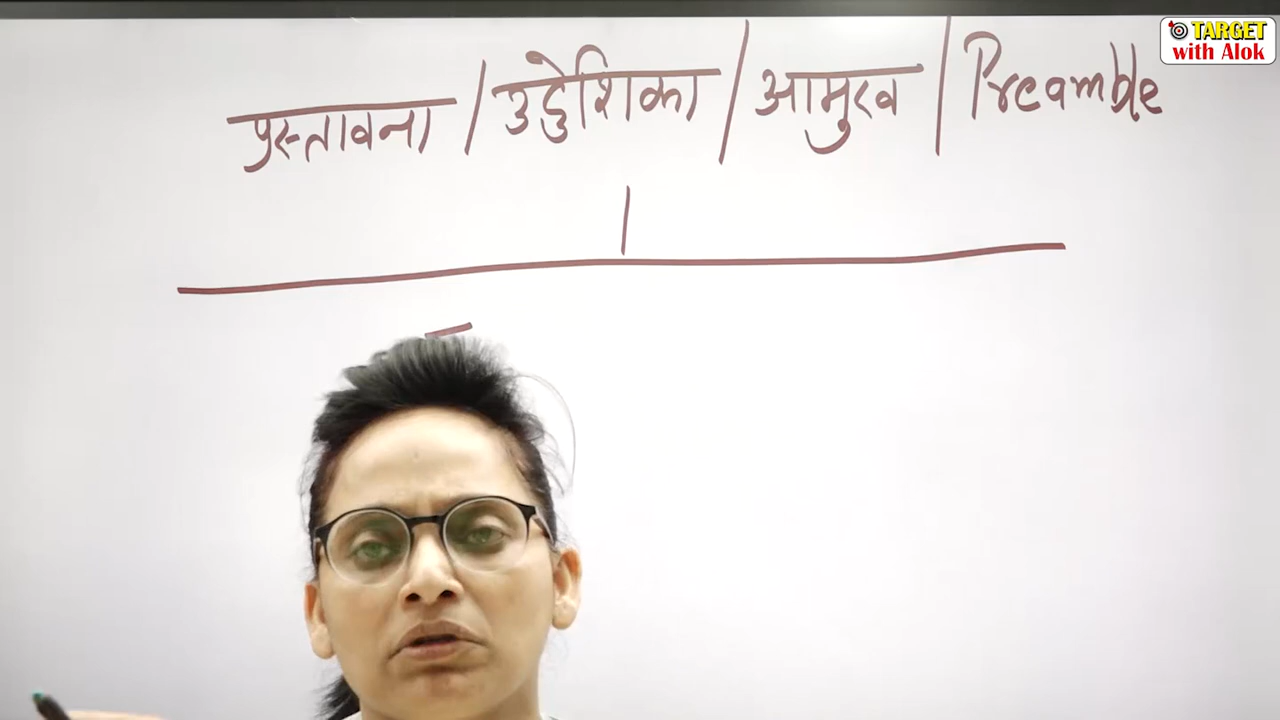 प्रस्तावना / उद्देशिका / आमुख / Preamble
TARGET
with Alok